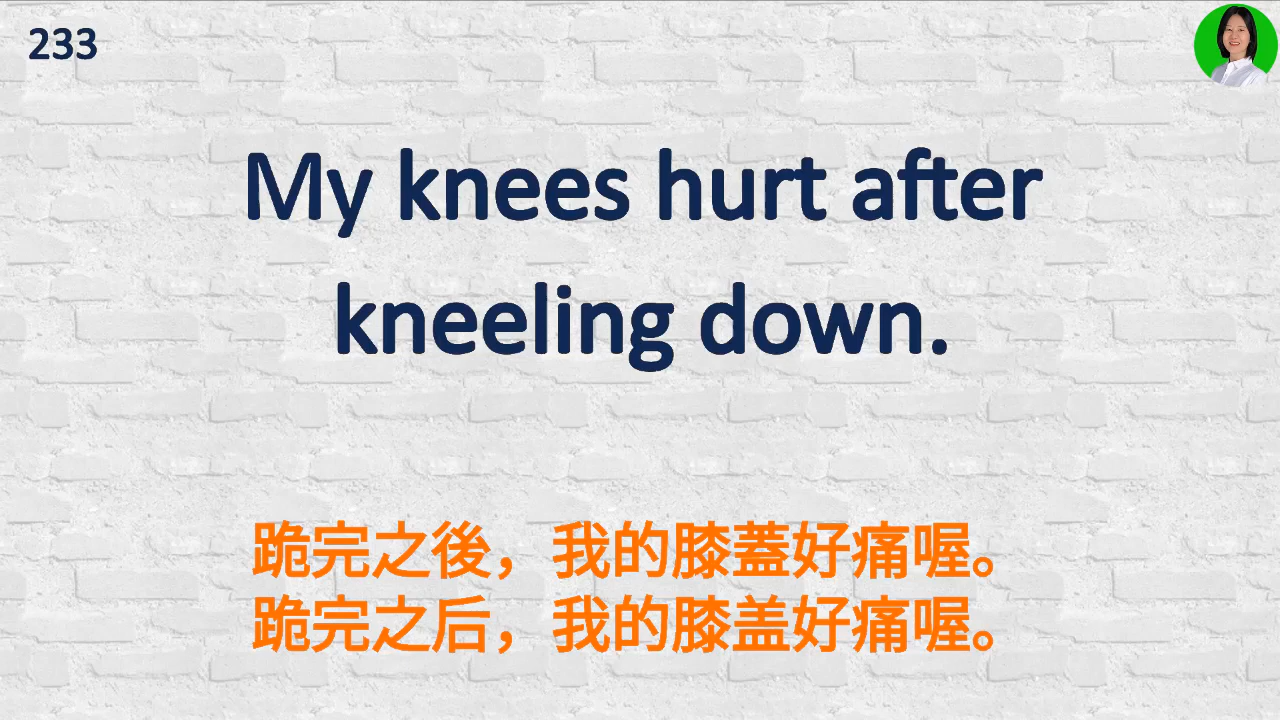 233
My knees hurt after
kneeling down.
跪完之後，我的膝蓋好痛喔。
跪完之后，我的膝盖好痛喔。